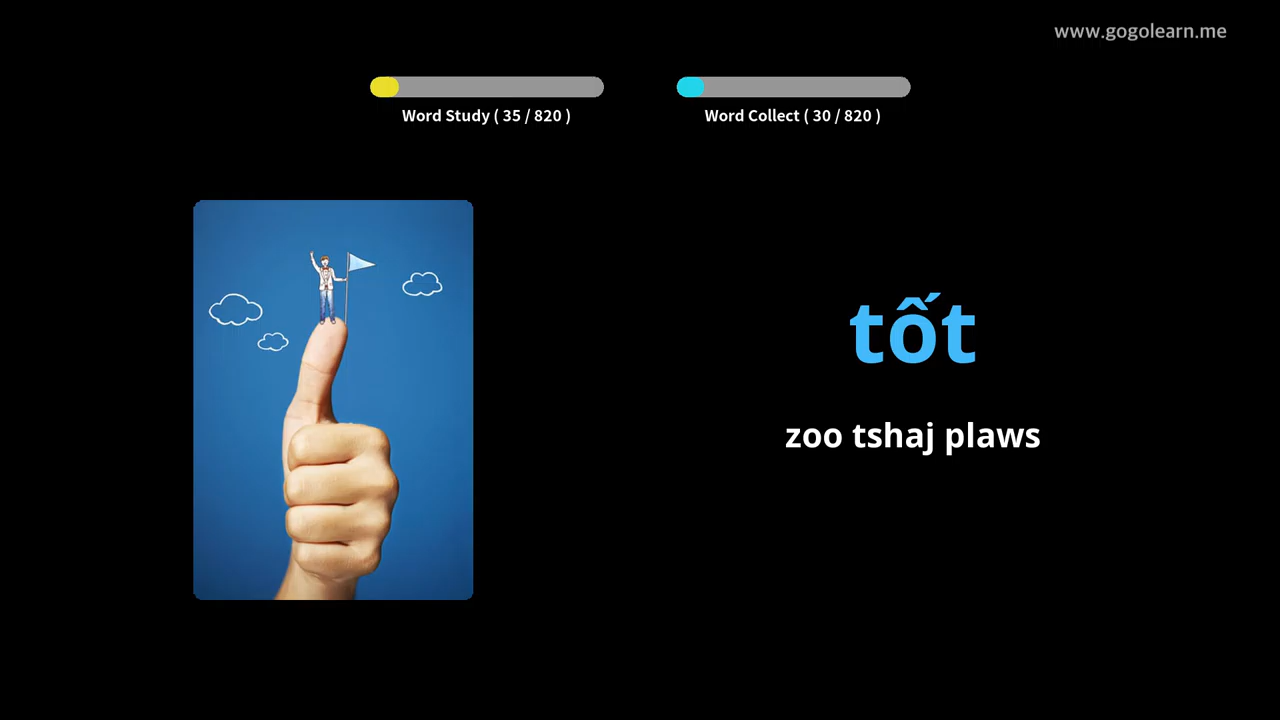 www.gogolearn.me
Word Study ( 35 / 820 )
Word Collect ( 30 / 820 )
tốt
zoo tshaj plaws